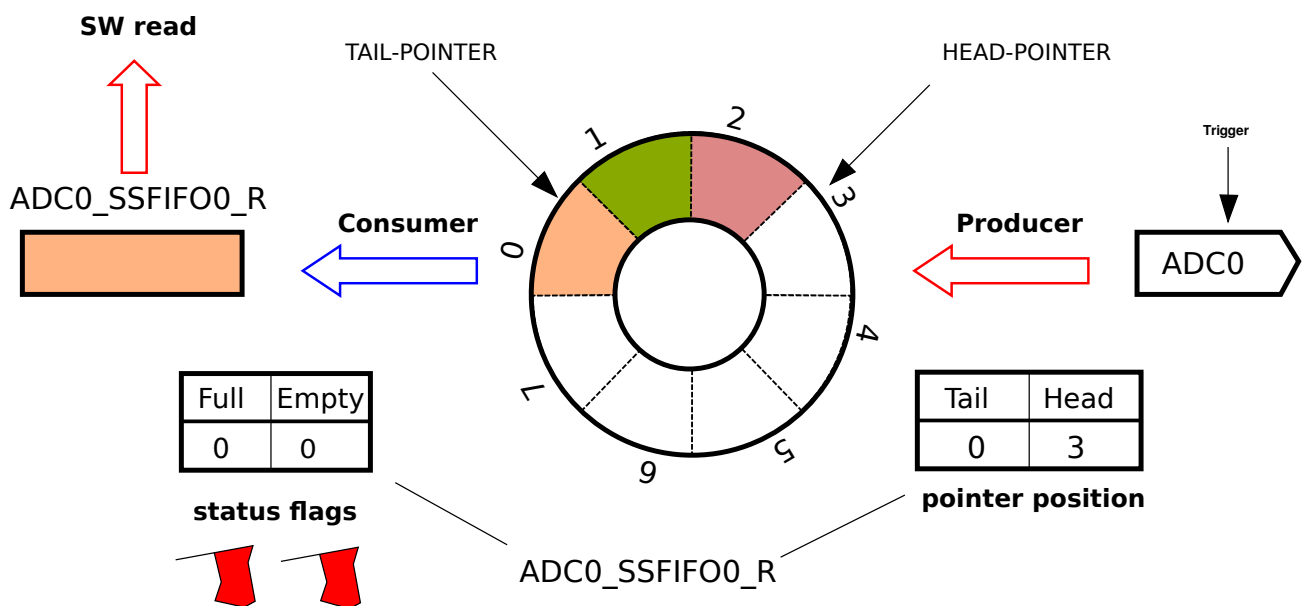 SW read
TAIL-POINTER
HEAD-POINTER
Trigger
ADC0_SSFIFO0_R
Consumer
Producer
ADC0
0
1
2
3
4
5
6
7
Full Empty
0 0
status flags
Tail Head
0 3
pointer position
ADC0_SSFIFO0_R